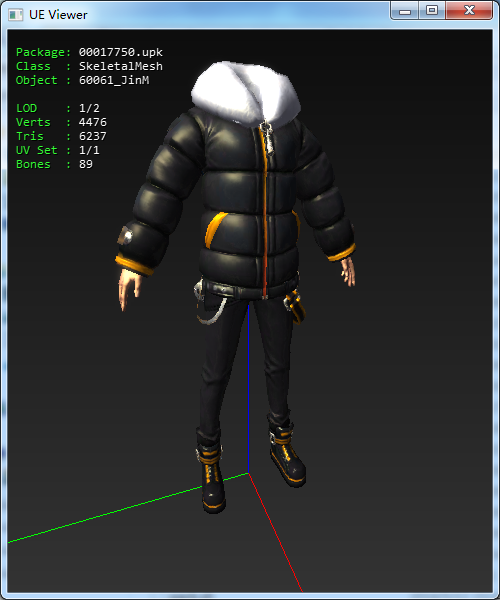 UE Viewer
Package: 00017750.upk
Class : SkeletalMesh
Object : 60061_JinM
LOD : 1/2
Verts : 4476
Tris : 6237
UV Set : 1/1
Bones : 89